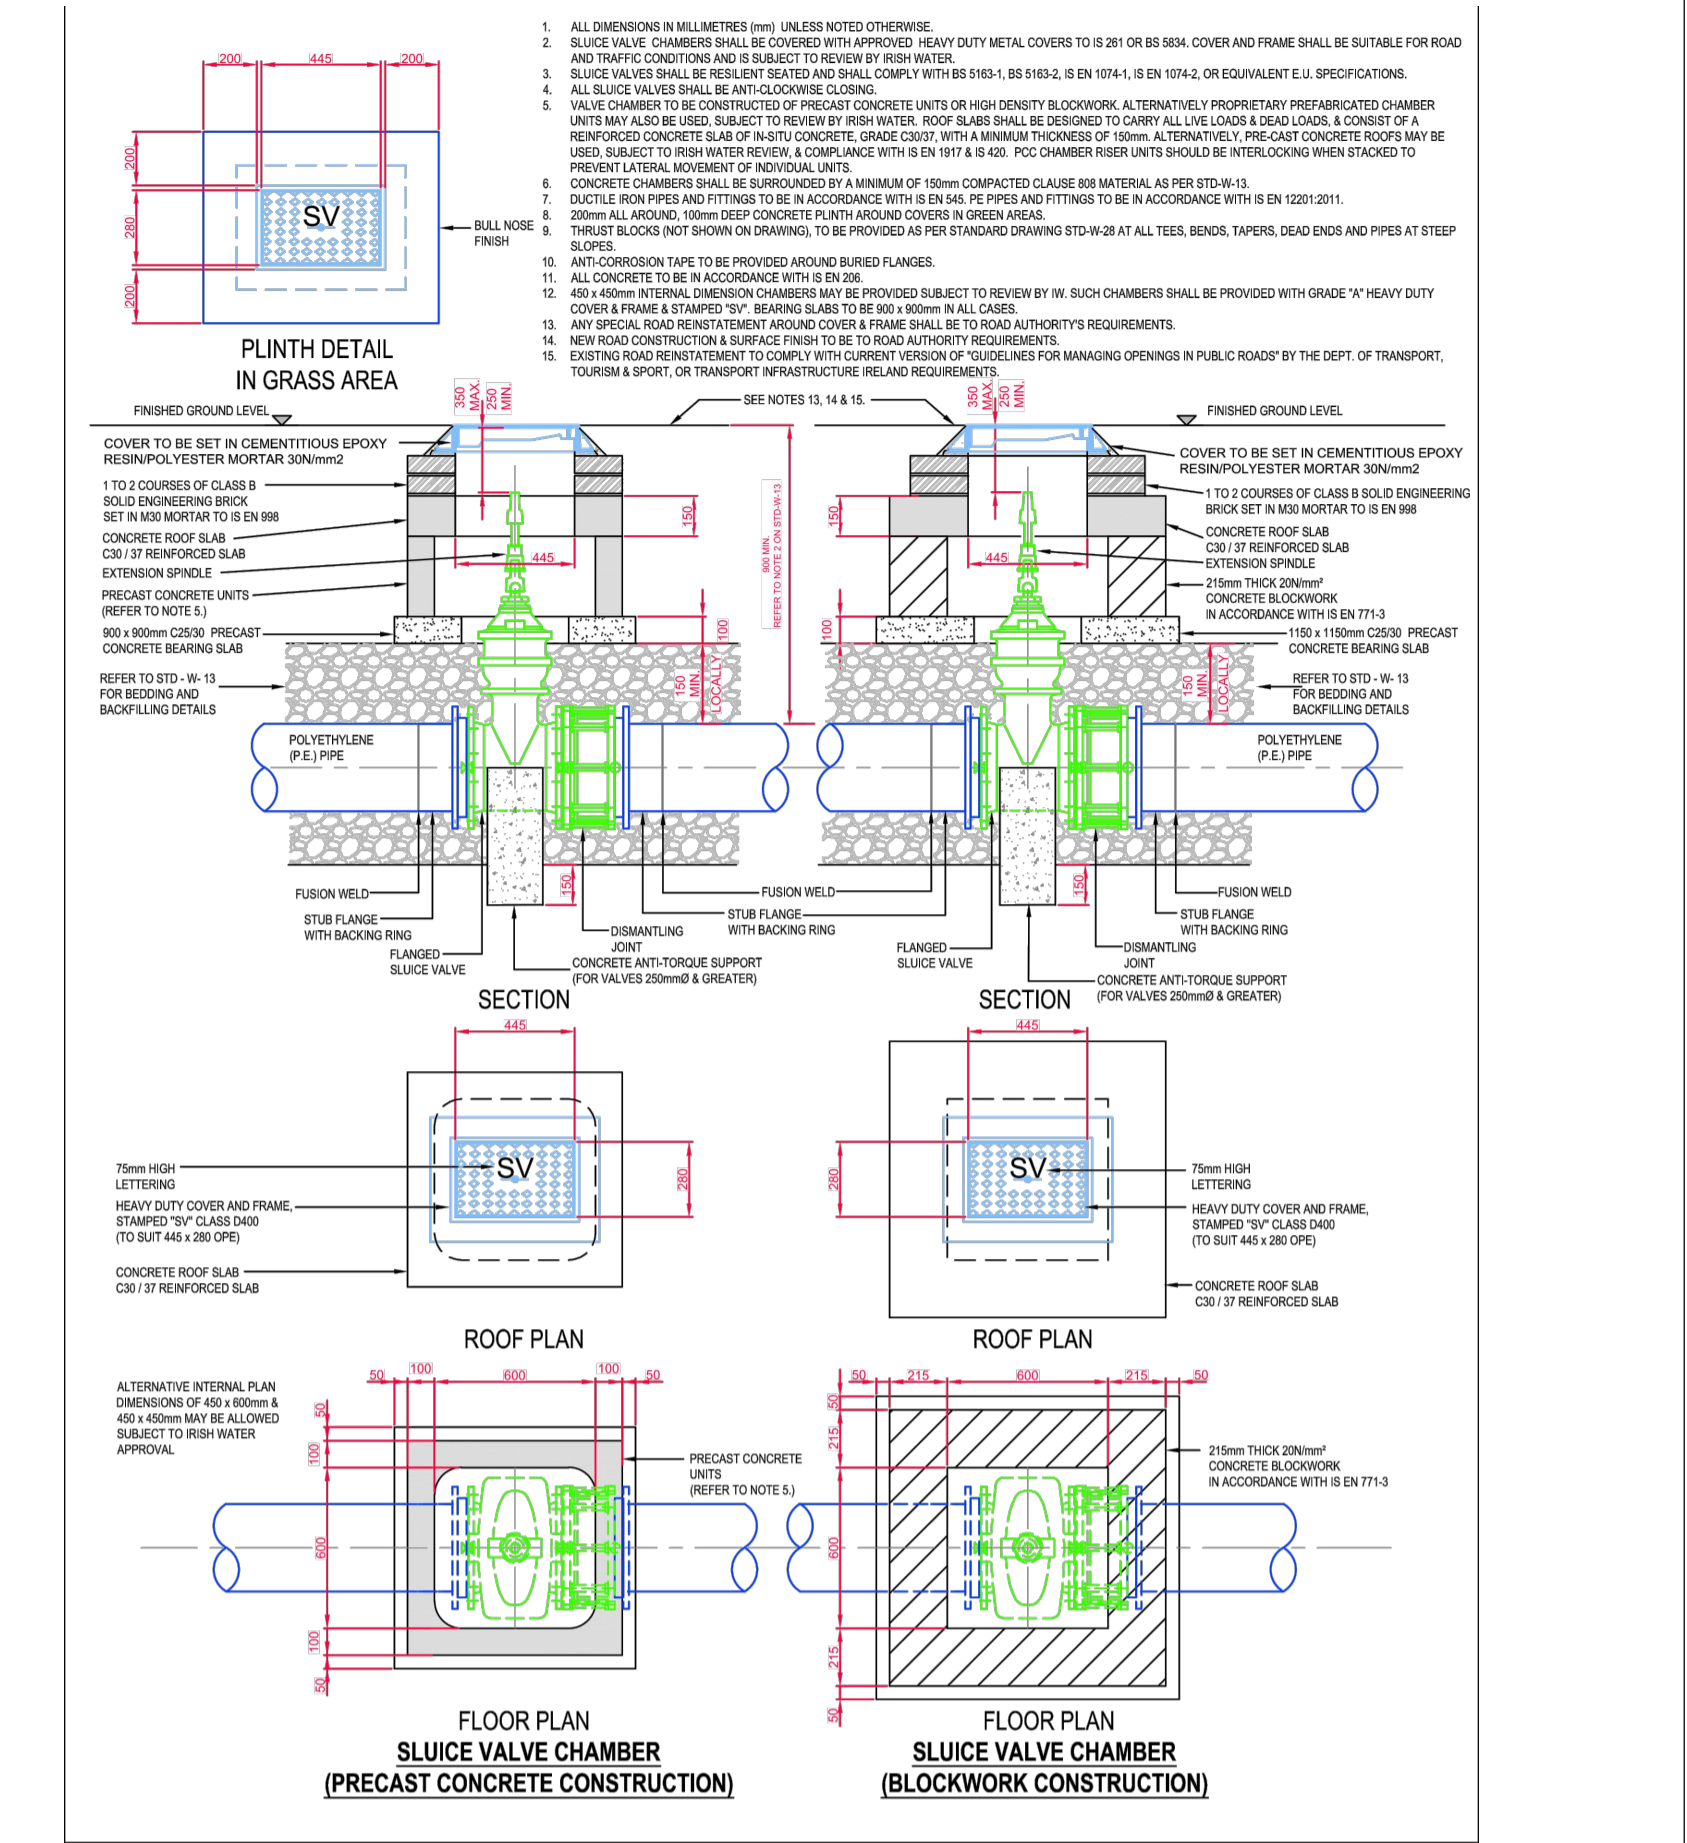 1. ALL DIMENSIONS IN MILLIMETRES (mm) UNLESS NOTED OTHERWISE.
2. SLUICE VALVE CHAMBERS SHALL BE COVERED WITH APPROVED HEAVY DUTY METAL COVERS TO IS 261 OR BS 5834. COVER AND FRAME SHALL BE SUITABLE FOR ROAD
AND TRAFFIC CONDITIONS AND IS SUBJECT TO REVIEW BY IRISH WATER.
3. SLUICE VALVES SHALL BE RESILIENT SEATED AND SHALL COMPLY WITH BS 5163-1, BS 5163-2, IS EN 1074-1, IS EN 1074-2, OR EQUIVALENT E.U. SPECIFICATIONS.
4. ALL SLUICE VALVES SHALL BE ANTI-CLOCKWISE CLOSING.
5. VALVE CHAMBER TO BE CONSTRUCTED OF PRECAST CONCRETE UNITS OR HIGH DENSITY BLOCKWORK. ALTERNATIVELY PROPRIETARY PREFABRICATED CHAMBER
UNITS MAY ALSO BE USED, SUBJECT TO REVIEW BY IRISH WATER. ROOF SLABS SHALL BE DESIGNED TO CARRY ALL LIVE LOADS & DEAD LOADS, & CONSIST OF A
REINFORCED CONCRETE SLAB OF IN-SITU CONCRETE, GRADE C30/37, WITH A MINIMUM THICKNESS OF 150mm. ALTERNATIVELY, PRE-CAST CONCRETE ROOFS MAY BE
USED, SUBJECT TO IRISH WATER REVIEW, & COMPLIANCE WITH IS EN 1917 & IS 420. PCC CHAMBER RISER UNITS SHOULD BE INTERLOCKING WHEN STACKED TO
PREVENT LATERAL MOVEMENT OF INDIVIDUAL UNITS.
6. CONCRETE CHAMBERS SHALL BE SURROUNDED BY A MINIMUM OF 150mm COMPACTED CLAUSE 808 MATERIAL AS PER STD-W-13.
7. DUCTILE IRON PIPES AND FITTINGS TO BE IN ACCORDANCE WITH IS EN 545. PE PIPES AND FITTINGS TO BE IN ACCORDANCE WITH IS EN 12201:2011.
8. 200mm ALL AROUND, 100mm DEEP CONCRETE PLINTH AROUND COVERS IN GREEN AREAS.
9. THRUST BLOCKS (NOT SHOWN ON DRAWING), TO BE PROVIDED AS PER STANDARD DRAWING STD-W-28 AT ALL TEES, BENDS, TAPERS, DEAD ENDS AND PIPES AT STEEP
SLOPES.
10. ANTI-CORROSION TAPE TO BE PROVIDED AROUND BURIED FLANGES.
11. ALL CONCRETE TO BE IN ACCORDANCE WITH IS EN 206.
12. 450 x 450mm INTERNAL DIMENSION CHAMBERS MAY BE PROVIDED SUBJECT TO REVIEW BY IW. SUCH CHAMBERS SHALL BE PROVIDED WITH GRADE "A" HEAVY DUTY
COVER & FRAME & STAMPED "SV". BEARING SLABS TO BE 900 x 900mm IN ALL CASES.
13. ANY SPECIAL ROAD REINSTATEMENT AROUND COVER & FRAME SHALL BE TO ROAD AUTHORITY'S REQUIREMENTS.
14. NEW ROAD CONSTRUCTION & SURFACE FINISH TO BE TO ROAD AUTHORITY REQUIREMENTS.
15. EXISTING ROAD REINSTATEMENT TO COMPLY WITH CURRENT VERSION OF "GUIDELINES FOR MANAGING OPENINGS IN PUBLIC ROADS" BY THE DEPT. OF TRANSPORT,
TOURISM & SPORT, OR TRANSPORT INFRASTRUCTURE IRELAND REQUIREMENTS.
200 445 200
200
280
200
SV
BULL NOSE
FINISH
PLINTH DETAIL
IN GRASS AREA
FINISHED GROUND LEVEL
350
MAX.
250
MIN.
SEE NOTES 13, 14 & 15.
350
MAX.
250
MIN.
FINISHED GROUND LEVEL
COVER TO BE SET IN CEMENTITIOUS EPOXY
RESIN/POLYESTER MORTAR 30N/mm2
1 TO 2 COURSES OF CLASS B
SOLID ENGINEERING BRICK
SET IN M30 MORTAR TO IS EN 998
CONCRETE ROOF SLAB
C30 / 37 REINFORCED SLAB
EXTENSION SPINDLE
PRECAST CONCRETE UNITS
(REFER TO NOTE 5.)
900 x 900mm C25/30 PRECAST
CONCRETE BEARING SLAB
REFER TO STD - W- 13
FOR BEDDING AND
BACKFILLING DETAILS
POLYETHYLENE
(P.E.) PIPE
445
150
100
150
MIN.
LOCALLY
900 MIN.
REFER TO NOTE 2 ON STD-W-13
150
FUSION WELD
STUB FLANGE
WITH BACKING RING
FLANGED
SLUICE VALVE
DISMANTLING
JOINT
CONCRETE ANTI-TORQUE SUPPORT
(FOR VALVES 250mmØ & GREATER)
FUSION WELD
STUB FLANGE
WITH BACKING RING
SECTION
COVER TO BE SET IN CEMENTITIOUS EPOXY
RESIN/POLYESTER MORTAR 30N/mm2
1 TO 2 COURSES OF CLASS B SOLID ENGINEERING
BRICK SET IN M30 MORTAR TO IS EN 998
CONCRETE ROOF SLAB
C30 / 37 REINFORCED SLAB
EXTENSION SPINDLE
215mm THICK 20N/mm²
CONCRETE BLOCKWORK
IN ACCORDANCE WITH IS EN 771-3
1150 x 1150mm C25/30 PRECAST
CONCRETE BEARING SLAB
REFER TO STD - W- 13
FOR BEDDING AND
BACKFILLING DETAILS
POLYETHYLENE
(P.E.) PIPE
150
445
100
150
MIN.
LOCALLY
150
FUSION WELD
STUB FLANGE
WITH BACKING RING
FLANGED
SLUICE VALVE
DISMANTLING
JOINT
CONCRETE ANTI-TORQUE SUPPORT
(FOR VALVES 250mmØ & GREATER)
SECTION
445
SV
280
75mm HIGH
LETTERING
HEAVY DUTY COVER AND FRAME,
STAMPED "SV" CLASS D400
(TO SUIT 445 x 280 OPE)
CONCRETE ROOF SLAB
C30 / 37 REINFORCED SLAB
ROOF PLAN
445
280
SV
75mm HIGH
LETTERING
HEAVY DUTY COVER AND FRAME,
STAMPED "SV" CLASS D400
(TO SUIT 445 x 280 OPE)
CONCRETE ROOF SLAB
C30 / 37 REINFORCED SLAB
ROOF PLAN
ALTERNATIVE INTERNAL PLAN
DIMENSIONS OF 450 x 600mm &
450 x 450mm MAY BE ALLOWED
SUBJECT TO IRISH WATER
APPROVAL
50 100 600 100 50
50
100
600
100
50
PRECAST CONCRETE
UNITS
(REFER TO NOTE 5.)
FLOOR PLAN
SLUICE VALVE CHAMBER
(PRECAST CONCRETE CONSTRUCTION)
50 215 600 215 50
50
215
600
215
50
215mm THICK 20N/mm²
CONCRETE BLOCKWORK
IN ACCORDANCE WITH IS EN 771-3
FLOOR PLAN
SLUICE VALVE CHAMBER
(BLOCKWORK CONSTRUCTION)